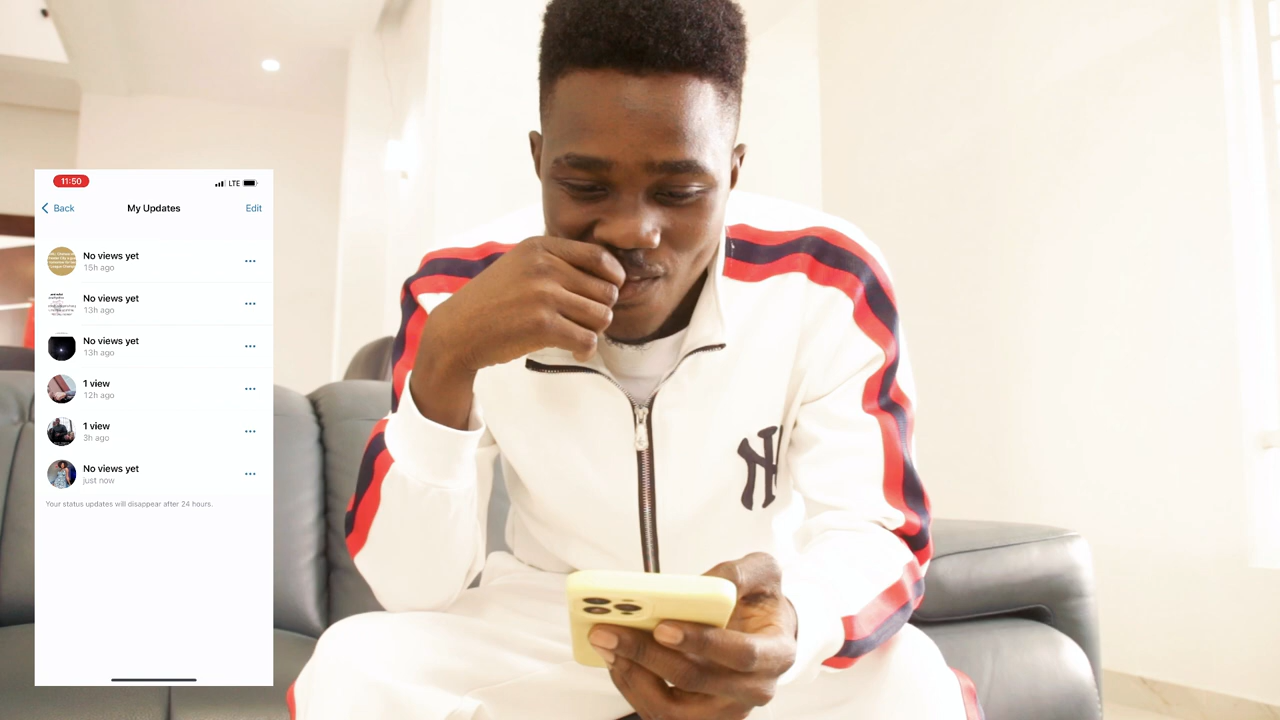 11:50
LTE
Back
My Updates
Edit
No views yet
15h ago
No views yet
13h ago
No views yet
13h ago
1 view
12h ago
1 view
3h ago
No views yet
just now
Your status updates will disappear after 24 hours.
NY